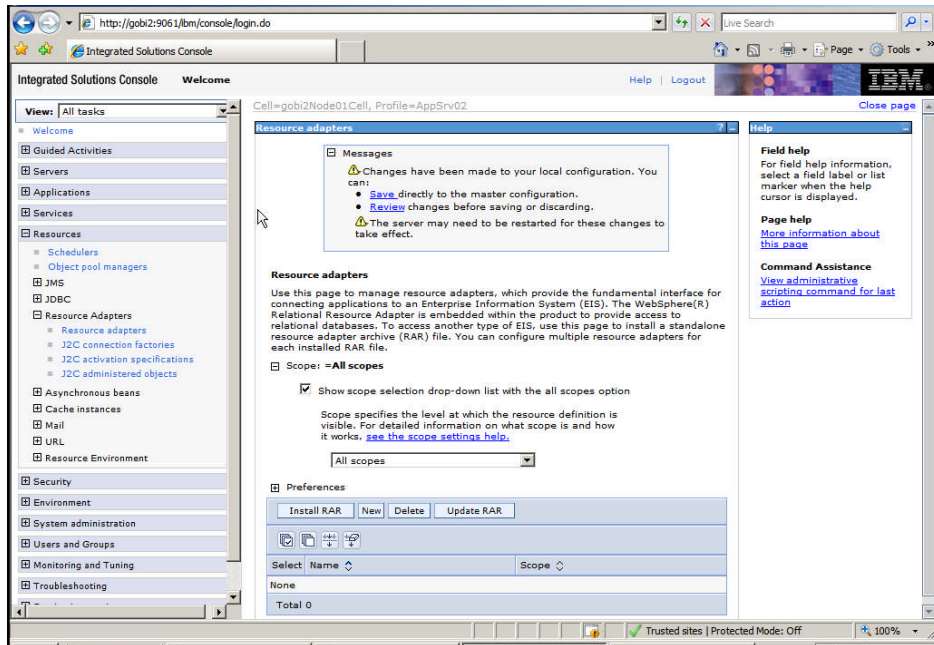 http://gobi2:9061/ibm/console/login.do
Live Search
Integrated Solutions Console
Page
Tools
Integrated Solutions Console Welcome
Help | Logout
IBM.
View: All tasks
Welcome
Guided Activities
Servers
Applications
Services
Resources
Schedulers
Object pool managers
JMS
JDBC
Resource Adapters
Resource adapters
J2C connection factories
J2C activation specifications
J2C administered objects
Asynchronous beans
Cache instances
Mail
URL
Resource Environment
Security
Environment
System administration
Users and Groups
Monitoring and Tuning
Troubleshooting
Cell=gobi2Node01Cell, Profile=AppSrv02
Close page
Resource adapters
? -
Messages
Changes have been made to your local configuration. You
can:
• Save directly to the master configuration.
• Review changes before saving or discarding.
The server may need to be restarted for these changes to
take effect.
Resource adapters
Use this page to manage resource adapters, which provide the fundamental interface for
connecting applications to an Enterprise Information System (EIS). The WebSphere(R)
Relational Resource Adapter is embedded within the product to provide access to
relational databases. To access another type of EIS, use this page to install a standalone
resource adapter archive (RAR) file. You can configure multiple resource adapters for
each installed RAR file.
Scope: =All scopes
Show scope selection drop-down list with the all scopes option
Scope specifies the level at which the resource definition is
visible. For detailed information on what scope is and how
it works, see the scope settings help.
All scopes
Preferences
Install RAR New Delete Update RAR
Select Name Scope
None
Total 0
Help
Field help
For field help information,
select a field label or list
marker when the help
cursor is displayed.
Page help
More information about
this page
Command Assistance
View administrative
scripting command for last
action
Trusted sites | Protected Mode: Off
100%